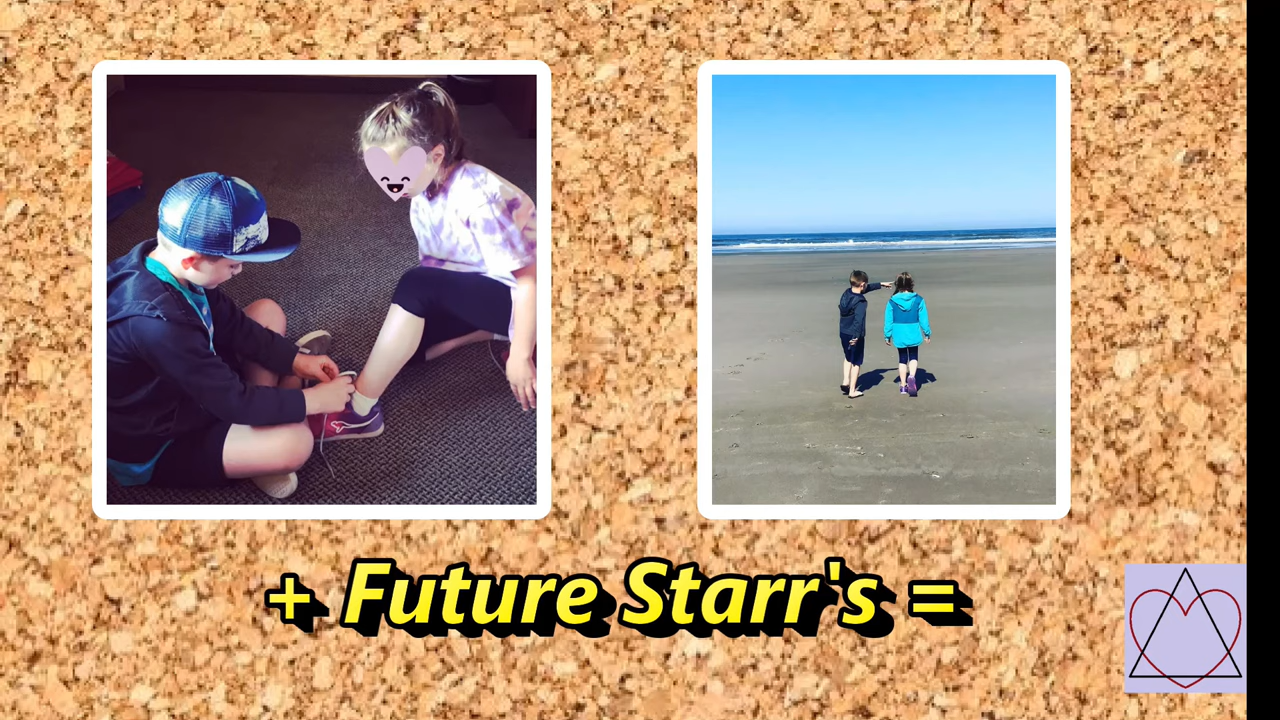 + Future Starr's =